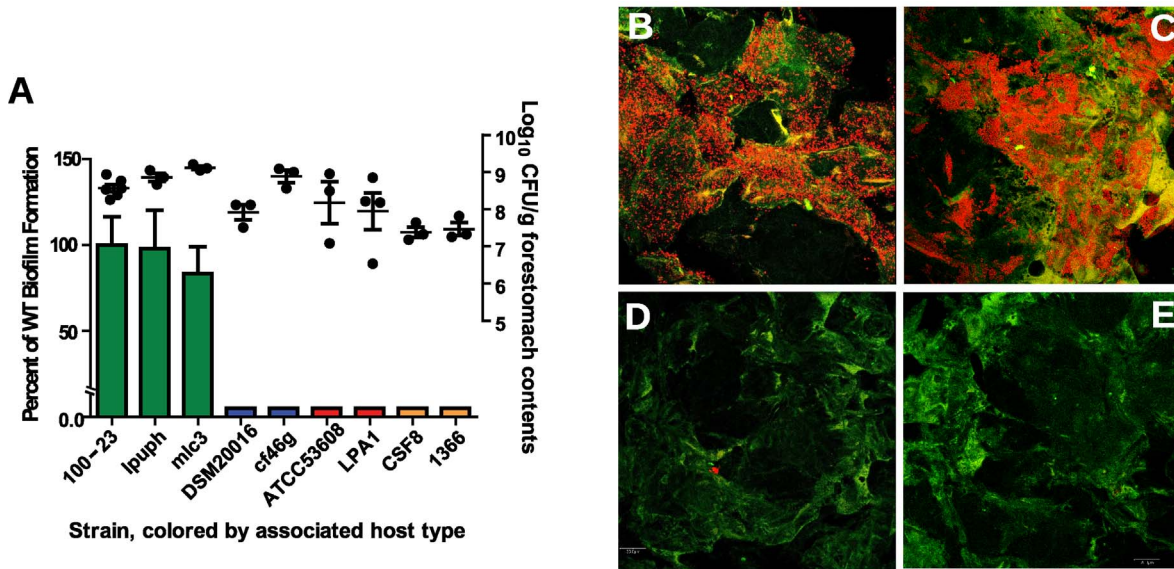 A
Percent of WT Biofilm Formation
150
100
50
0.0
10
9
8
7
6
5
Log10 CFU/g forestomach contents
100-23
lpuph
mlc3
DSM20016
cf46g
ATCC53608
LPA1
CSF8
1366
Strain, colored by associated host type
B
C
D
E